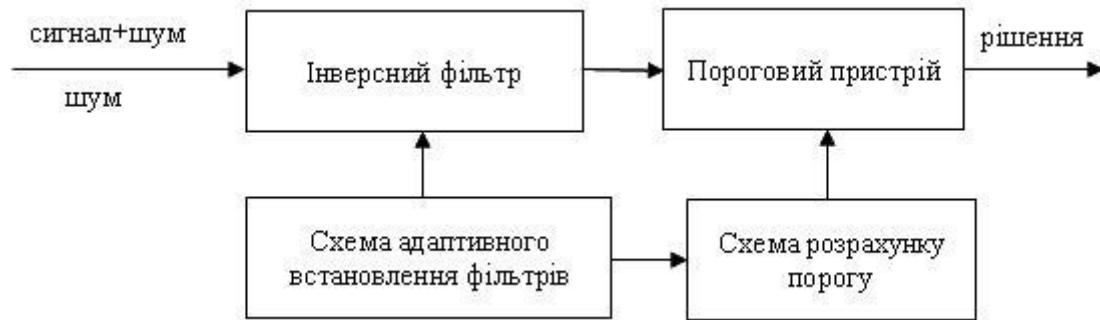 сигнал+шум
шум
Інверсний фільтр
Пороговий пристрій
рішення
Схема адаптивного
встановлення фільтрів
Схема розрахунку
порогу